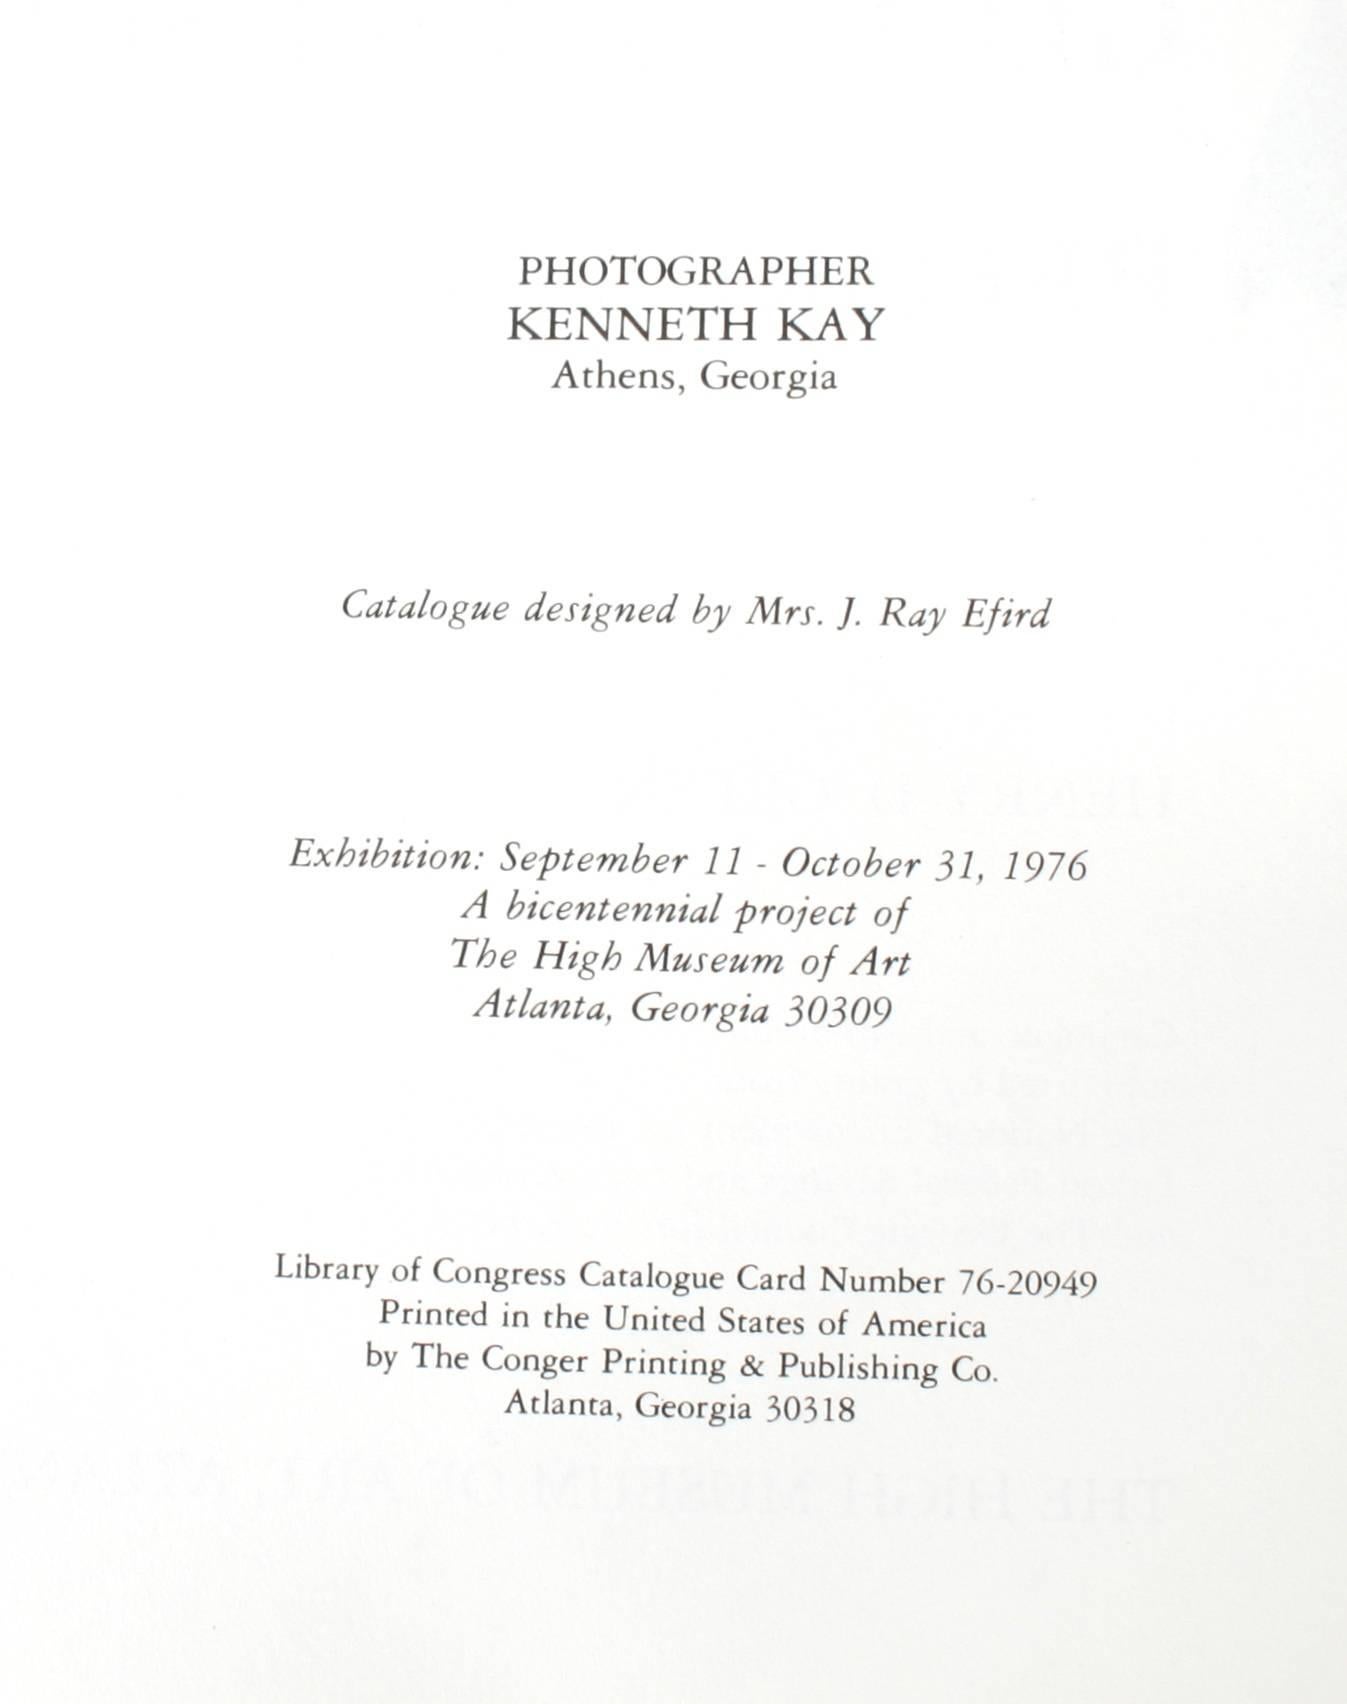 PHOTOGRAPHER
KENNETH KAY
Athens, Georgia
Catalogue designed by Mrs. J. Ray Efird
Exhibition: September 11 - October 31, 1976
A bicentennial project of
The High Museum of Art
Atlanta, Georgia 30309
Library of Congress Catalogue Card Number 76-20949
Printed in the United States of America
by The Conger Printing & Publishing Co.
Atlanta, Georgia 30318